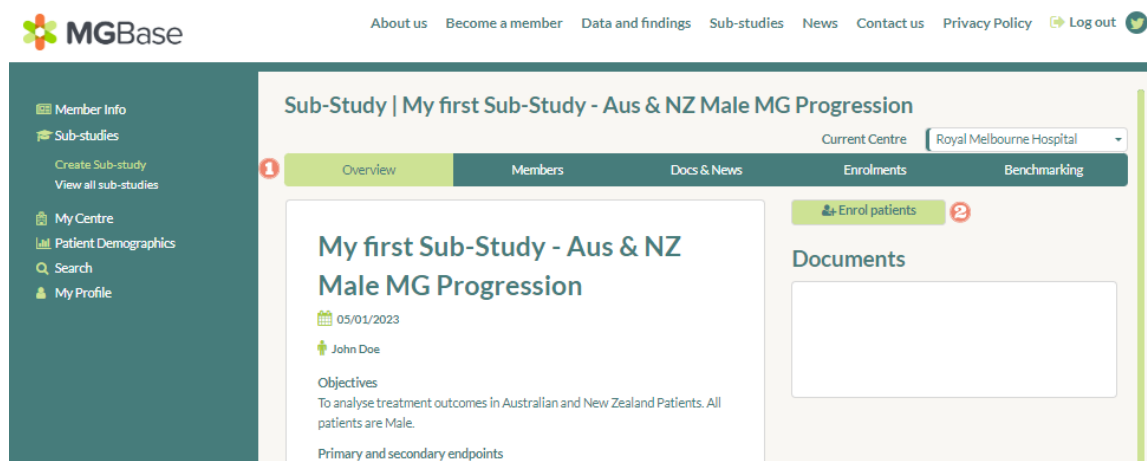 MGBase
About us Become a member Data and findings Sub-studies News Contact us Privacy Policy Log out
Member Info
Sub-studies
Create Sub-study
View all sub-studies
My Centre
Patient Demographics
Search
My Profile
Sub-Study | My first Sub-Study - Aus & NZ Male MG Progression
Current Centre Royal Melbourne Hospital
1 Overview Members Docs & News Enrolments Benchmarking
Enrol patients 2
My first Sub-Study - Aus & NZ
Male MG Progression
05/01/2023
John Doe
Objectives
To analyse treatment outcomes in Australian and New Zealand Patients. All
patients are Male.
Primary and secondary endpoints
Documents